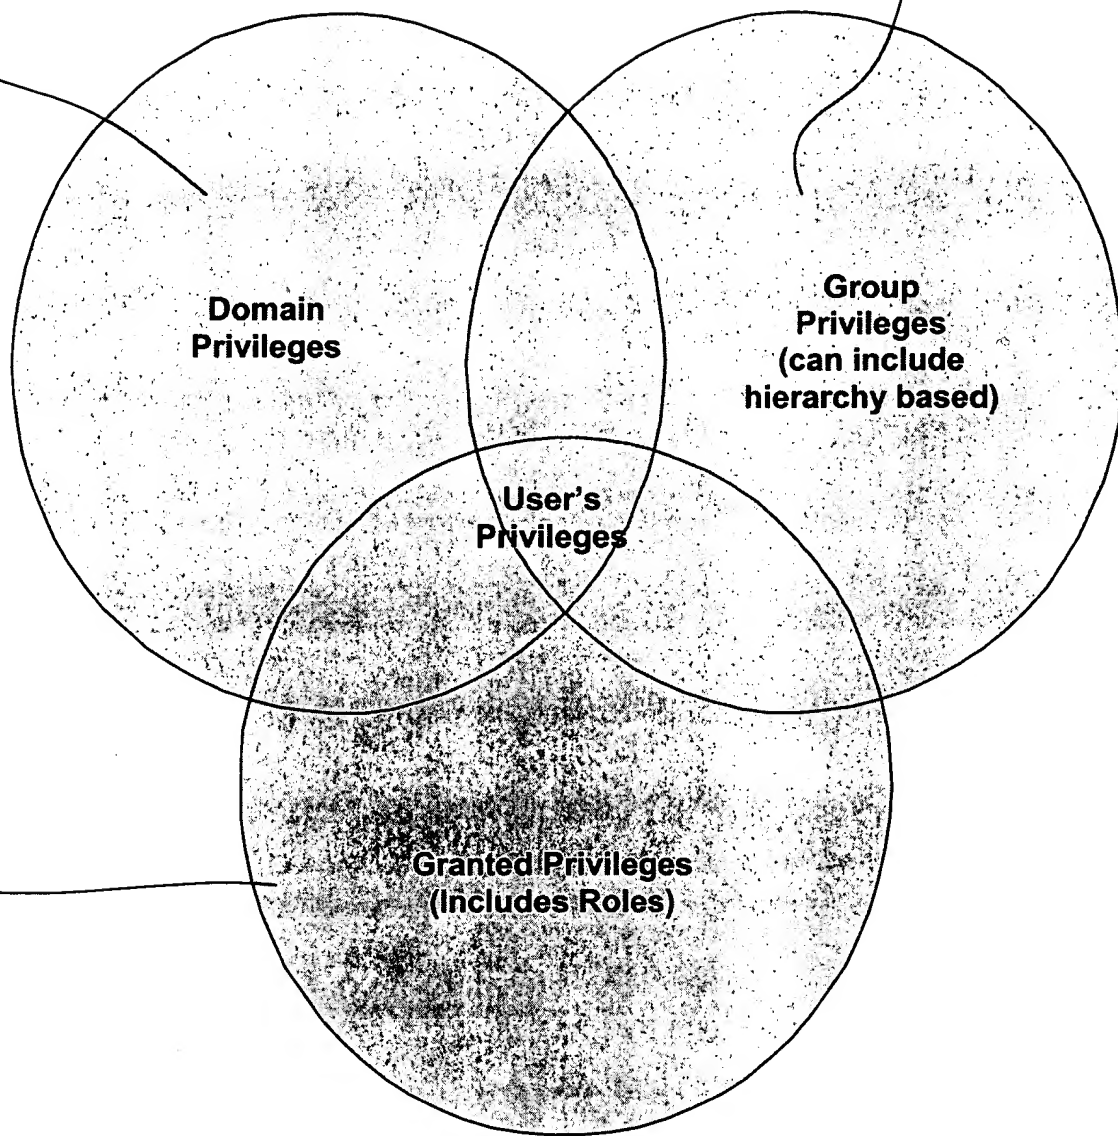 Domain
Privileges
Group
Privileges
(can include
hierarchy based)
User's
Privileges
Granted Privileges
(Includes Roles)